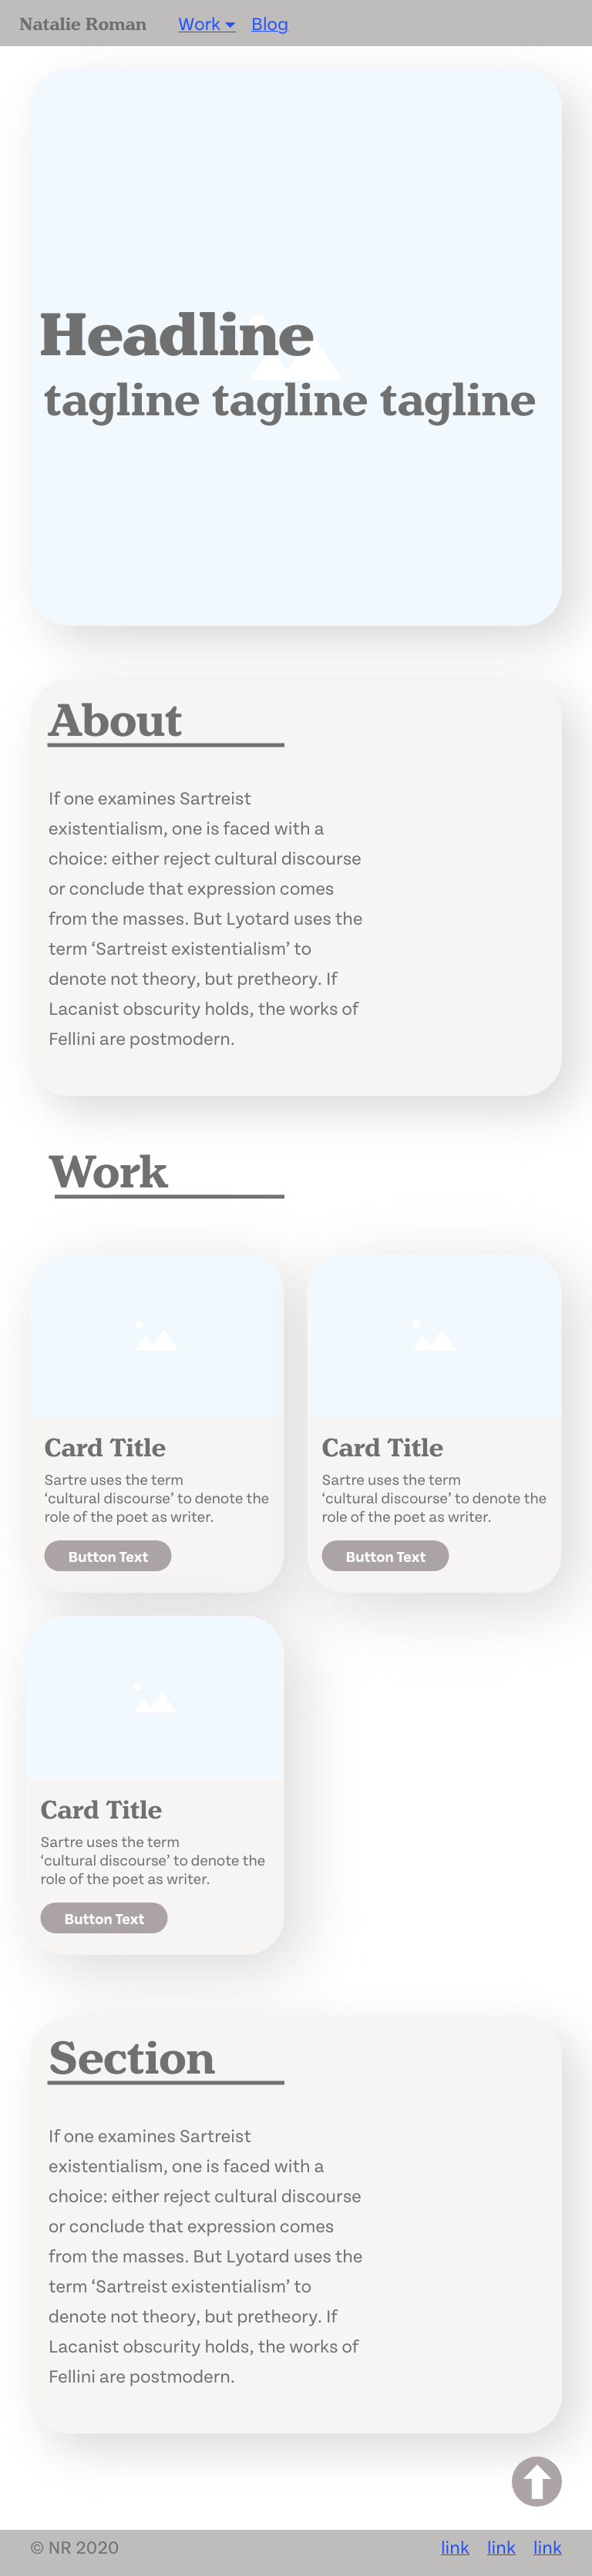 Natalie Roman Work Blog
Headline
tagline tagline tagline
About
If one examines Sartreist
existentialism, one is faced with a
choice: either reject cultural discourse
or conclude that expression comes
from the masses. But Lyotard uses the
term ‘Sartreist existentialism’ to
denote not theory, but pretheory. If
Lacanist obscurity holds, the works of
Fellini are postmodern.
Work
Card Title
Sartre uses the term
‘cultural discourse’ to denote the
role of the poet as writer.
Button Text
Card Title
Sartre uses the term
‘cultural discourse’ to denote the
role of the poet as writer.
Button Text
Card Title
Sartre uses the term
‘cultural discourse’ to denote the
role of the poet as writer.
Button Text
Section
If one examines Sartreist
existentialism, one is faced with a
choice: either reject cultural discourse
or conclude that expression comes
from the masses. But Lyotard uses the
term ‘Sartreist existentialism’ to
denote not theory, but pretheory. If
Lacanist obscurity holds, the works of
Fellini are postmodern.
© NR 2020 link link link